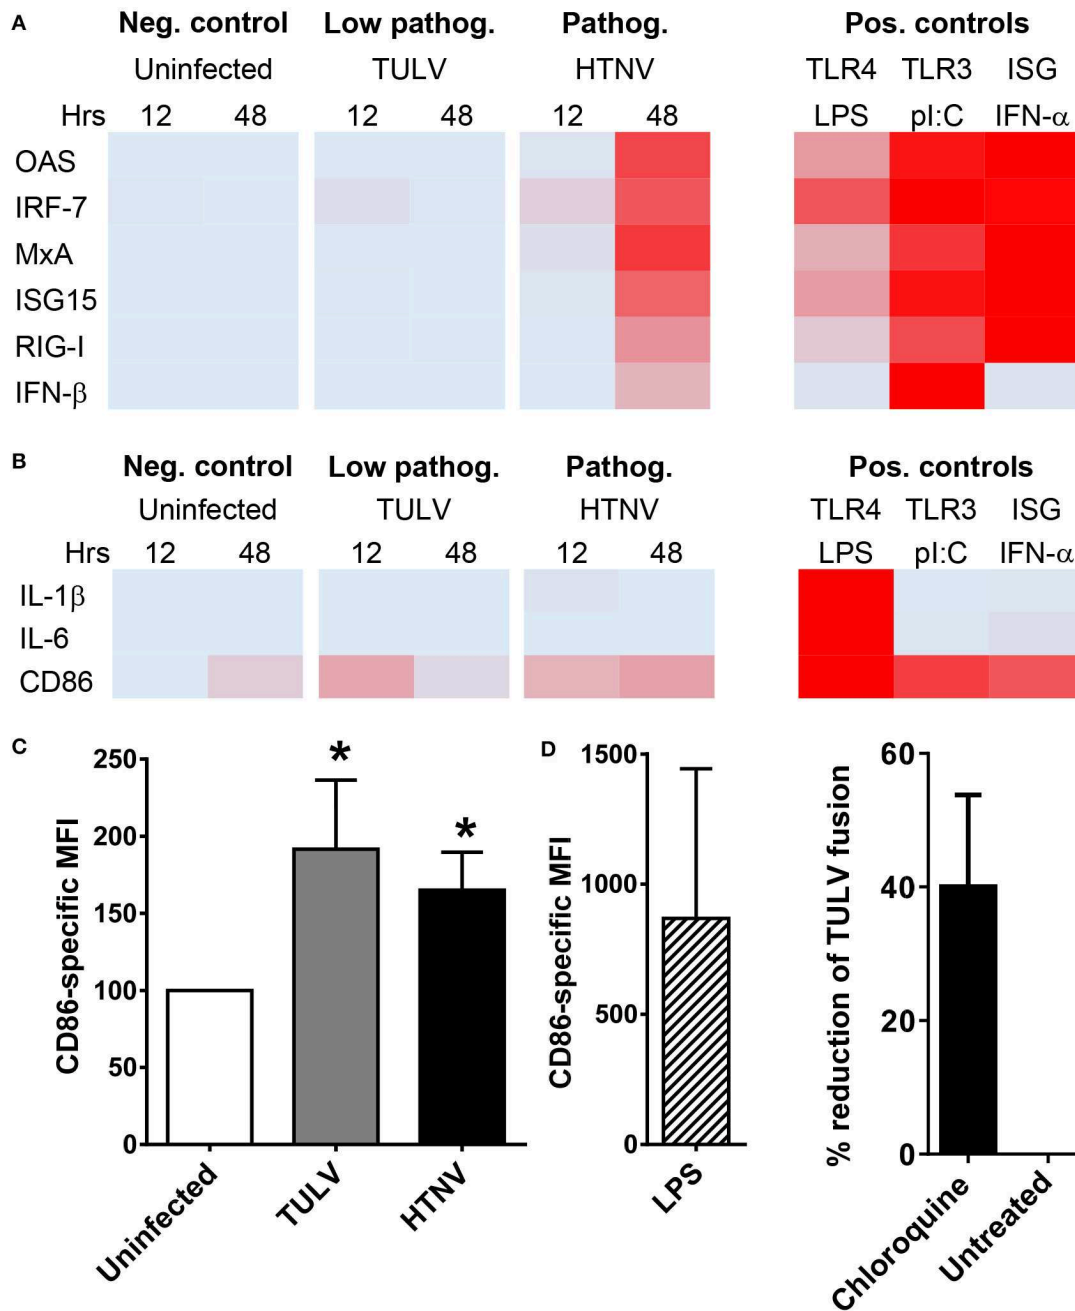 A
Neg. control Low pathog. Pathog. Pos. controls
Uninfected TULV HTNV TLR4 TLR3 ISG
Hrs 12 48 12 48 12 48 LPS pI:C IFN-α
OAS
IRF-7
MxA
ISG15
RIG-I
IFN-β
B
Neg. control Low pathog. Pathog. Pos. controls
Uninfected TULV HTNV TLR4 TLR3 ISG
Hrs 12 48 12 48 12 48 LPS pI:C IFN-α
IL-1β
IL-6
CD86
C
CD86-specific MFI
250
200
150
100
50
0
*
*
Uninfected
TULV
HTNV
D
CD86-specific MFI
1500
1000
500
0
LPS
% reduction of TULV fusion
60
40
20
0
Chloroquine
Untreated